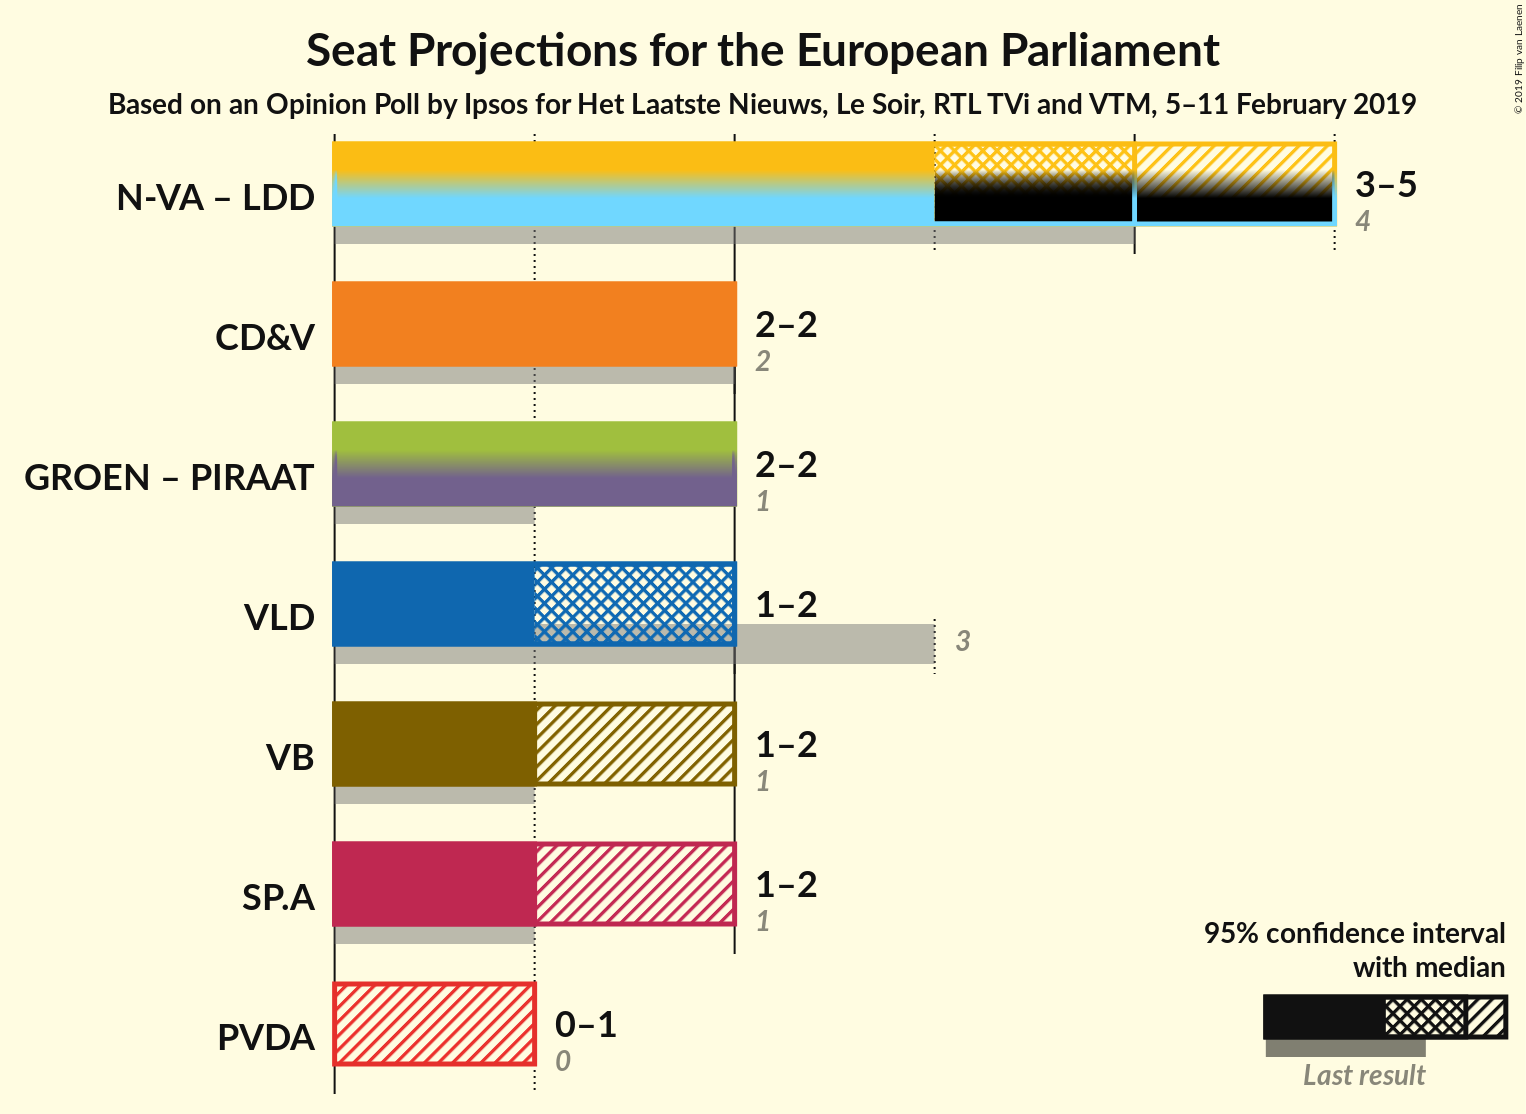 Seat Projections for the European Parliament
Based on an Opinion Poll by Ipsos for Het Laatste Nieuws, Le Soir, RTL TVi and VTM, 5–11 February 2019
© 2019 Filip van Laenen
N-VA – LDD
3–5
4
CD&V
2–2
2
GROEN – PIRAAT
2–2
1
VLD
1–2
3
VB
1–2
1
SP.A
1–2
1
PVDA
0–1
0
95% confidence interval
with median
Last result